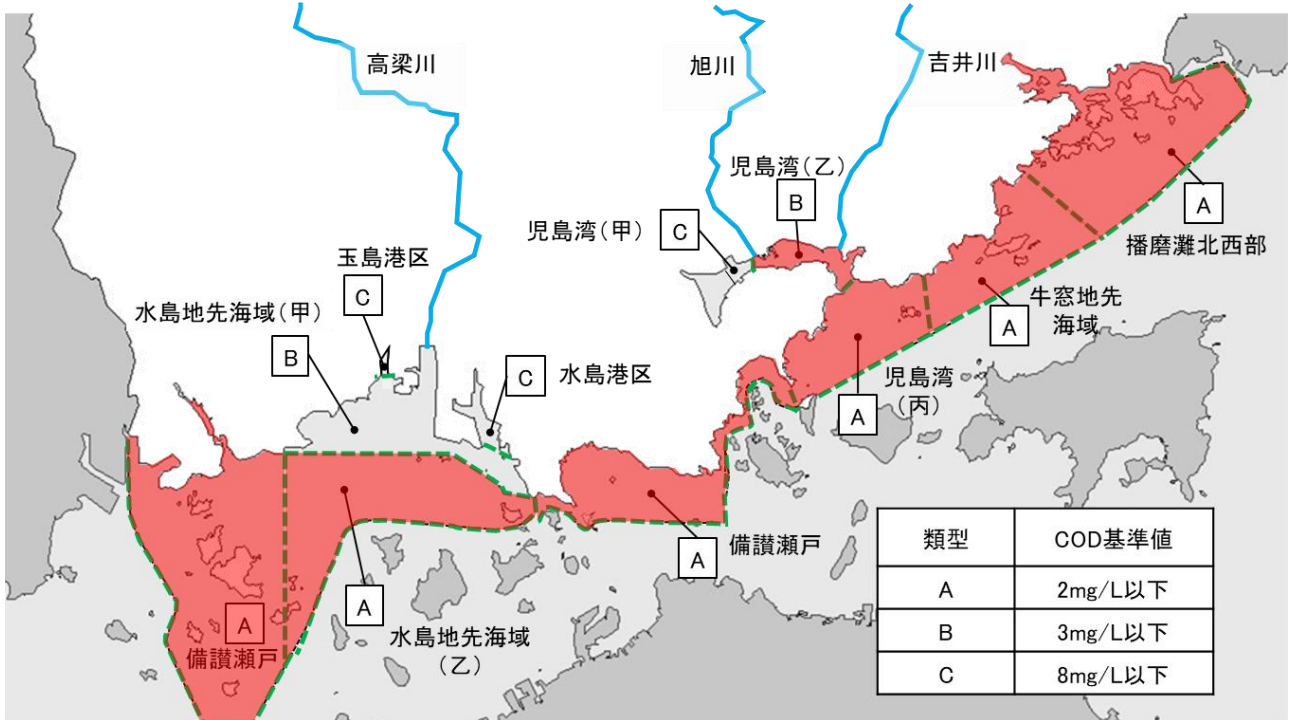 高梁川
旭川
吉井川
児島湾(乙)
B
児島湾(甲)
C
A
播磨灘北西部
玉島港区
C
水島地先海域(甲)
B
C
水島港区
A
牛窓地先
海域
児島湾
(丙)
A
A
備讃瀬戸
A
備讃瀬戸
A
水島地先海域
(乙)
類型 COD基準値
A 2mg/L以下
B 3mg/L以下
C 8mg/L以下